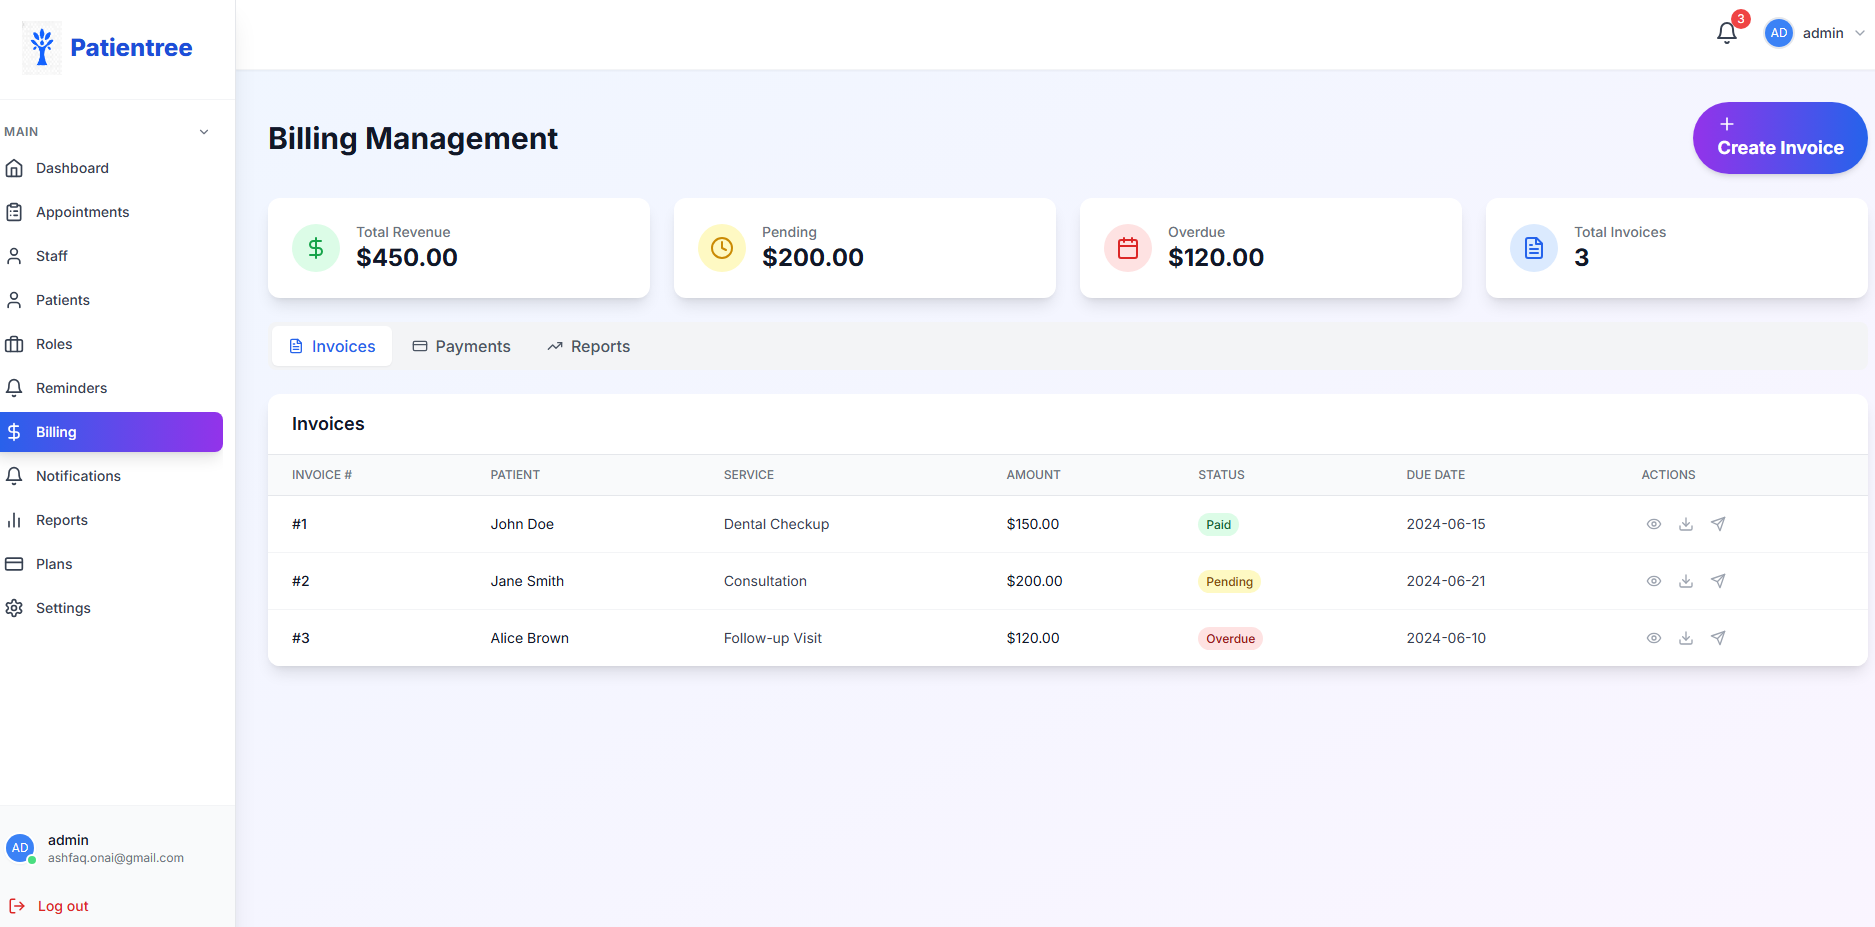 Patientree
3
AD
admin
MAIN
Dashboard
Appointments
Staff
Patients
Roles
Reminders
Billing
Notifications
Reports
Plans
Settings
AD
admin
ashfaq.onai@gmail.com
Log out
Billing Management
Create Invoice
Total Revenue
$450.00
Pending
$200.00
Overdue
$120.00
Total Invoices
3
Invoices Payments Reports
Invoices
INVOICE # PATIENT SERVICE AMOUNT STATUS DUE DATE ACTIONS
#1 John Doe Dental Checkup $150.00 Paid 2024-06-15
#2 Jane Smith Consultation $200.00 Pending 2024-06-21
#3 Alice Brown Follow-up Visit $120.00 Overdue 2024-06-10